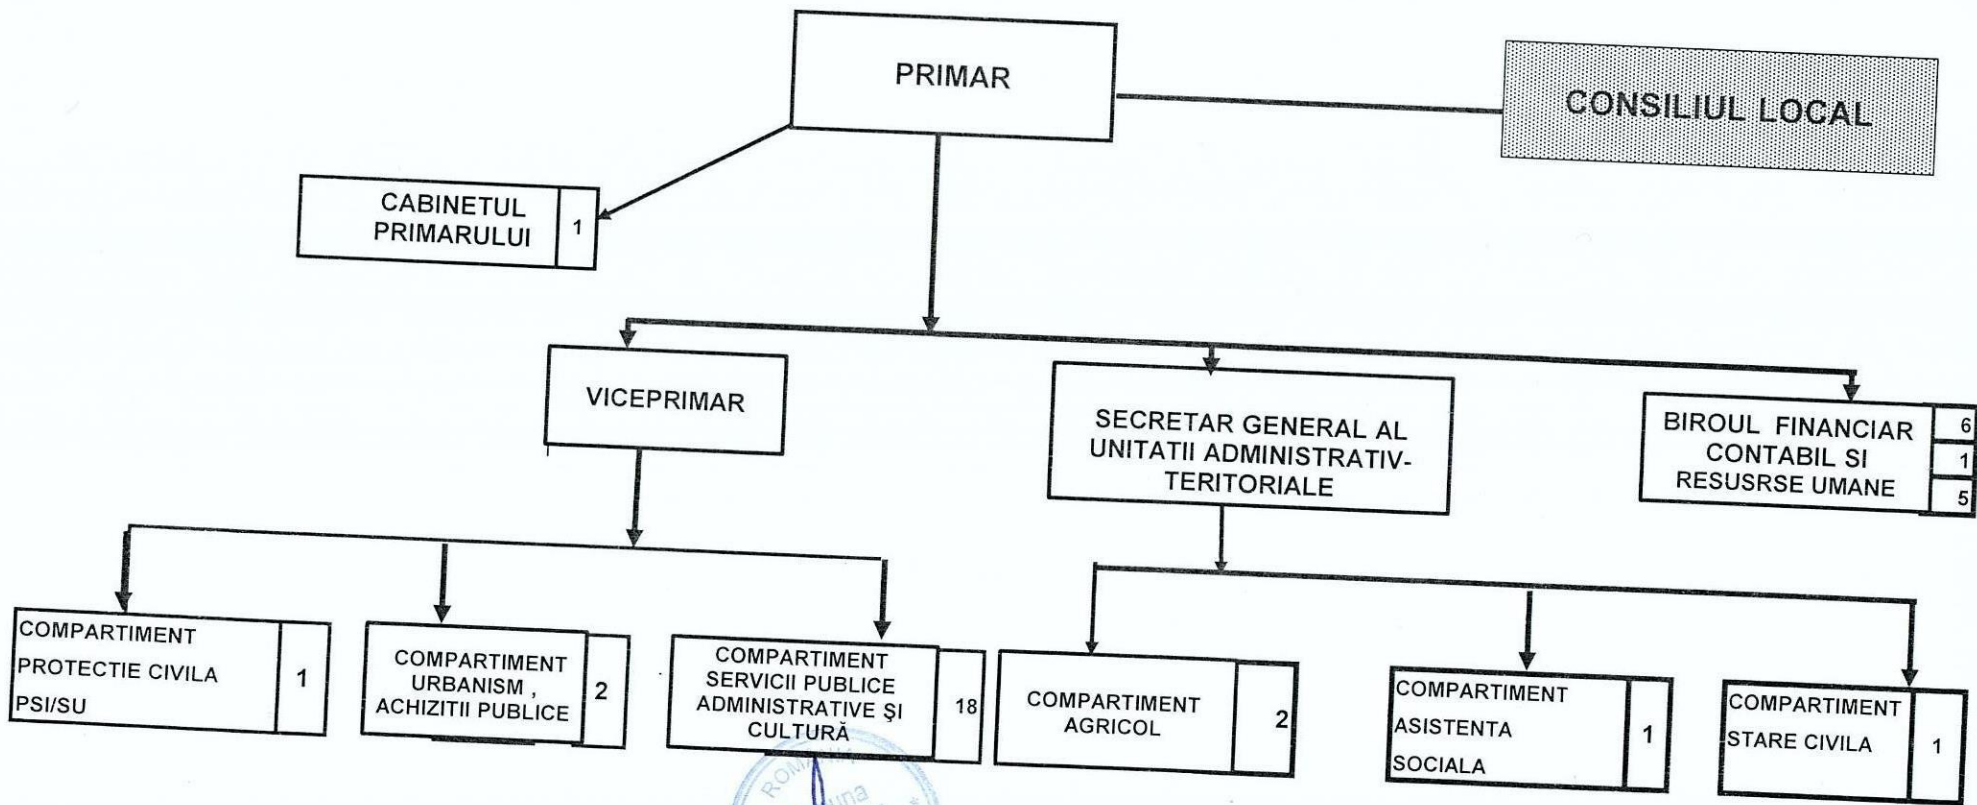 PRIMAR
CONSILIUL LOCAL
CABINETUL
PRIMARULUI
1
VICEPRIMAR
SECRETAR GENERAL AL
UNITATII ADMINISTRATIV-
TERITORIALE
BIROUL FINANCIAR
CONTABIL SI
RESUSRSE UMANE
6
1
5
COMPARTIMENT
PROTECTIE CIVILA
PSI/SU
1
COMPARTIMENT
URBANISM ,
ACHIZITII PUBLICE
2
COMPARTIMENT
SERVICII PUBLICE
ADMINISTRATIVE ŞI
CULTURĂ
18
COMPARTIMENT
AGRICOL
2
COMPARTIMENT
ASISTENTA
SOCIALA
1
COMPARTIMENT
STARE CIVILA
1